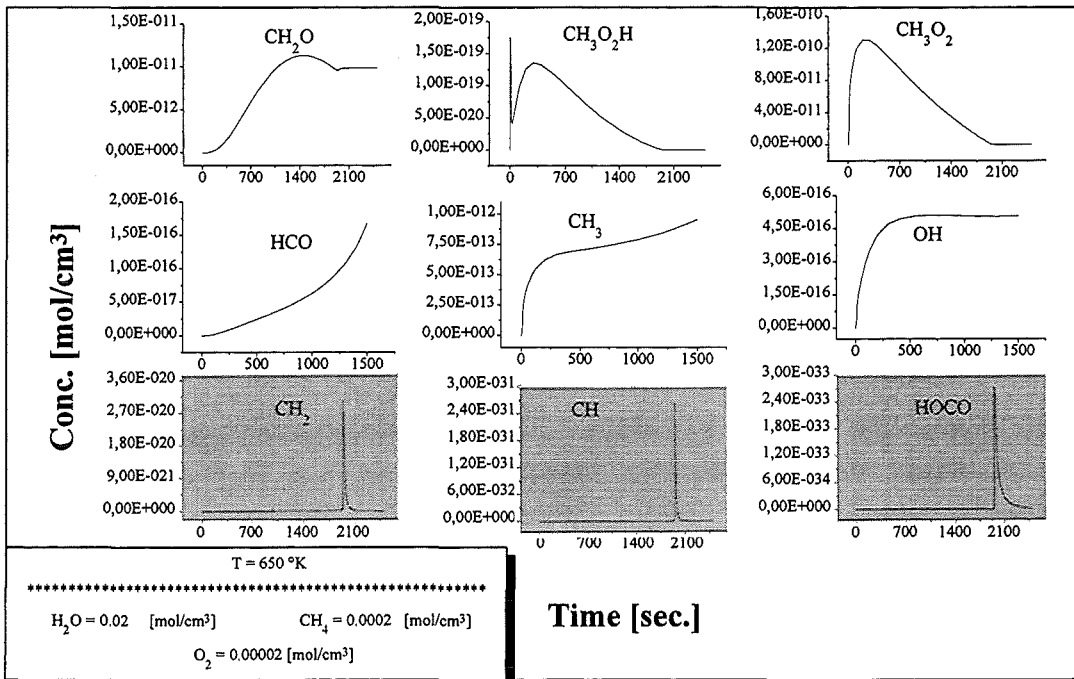 Conc. [mol/cm³]
CH₂O
1,50E-011
1,00E-011
5,00E-012
0,00E+000
0 700 1400 2100
CH₃O₂H
2,00E-019
1,50E-019
1,00E-019
5,00E-020
0,00E+000
0 700 1400 2100
CH₃O₂
1,60E-010
1,20E-010
8,00E-011
4,00E-011
0,00E+000
0 700 1400 2100
HCO
2,00E-016
1,50E-016
1,00E-016
5,00E-017
0,00E+000
0 500 1000 1500
CH₃
1,00E-012
7,50E-013
5,00E-013
2,50E-013
0,00E+000
0 500 1000 1500
OH
6,00E-016
4,50E-016
3,00E-016
1,50E-016
0,00E+000
0 500 1000 1500
CH₂
3,60E-020
2,70E-020
1,80E-020
9,00E-021
0,00E+000
0 700 1400 2100
CH
3,00E-031
2,40E-031
1,80E-031
1,20E-031
6,00E-032
0,00E+000
0 700 1400 2100
HOCO
3,00E-033
2,40E-033
1,80E-033
1,20E-033
6,00E-034
0,00E+000
0 700 1400 2100
Time [sec.]
T = 650 °K
H₂O = 0.02 [mol/cm³] CH₄ = 0.0002 [mol/cm³]
O₂ = 0.00002 [mol/cm³]